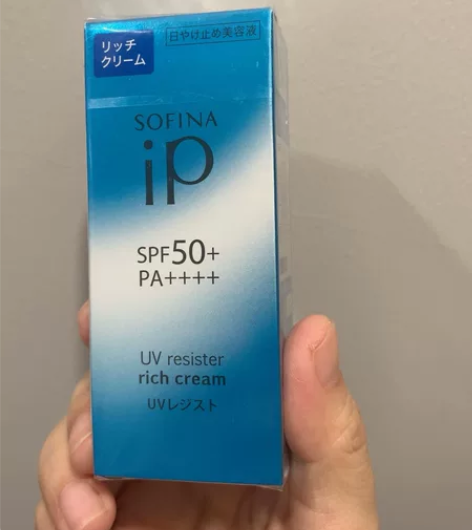 リッチ
クリーム
日やけ止め美容液
SOFINA
iP
SPF50+
PA++++
UV resister
rich cream
UVレジスト